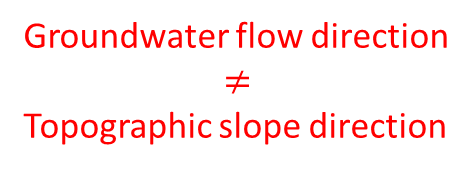 Groundwater flow direction
≠
Topographic slope direction